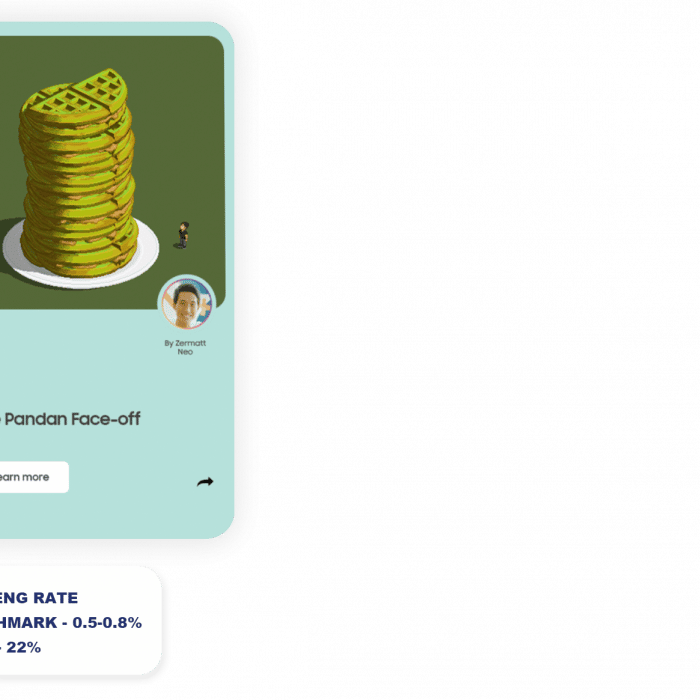 By Zermatt
Neo
Pandan Face-off
earn more
ENG RATE
HMARK - 0.5-0.8%
- 22%